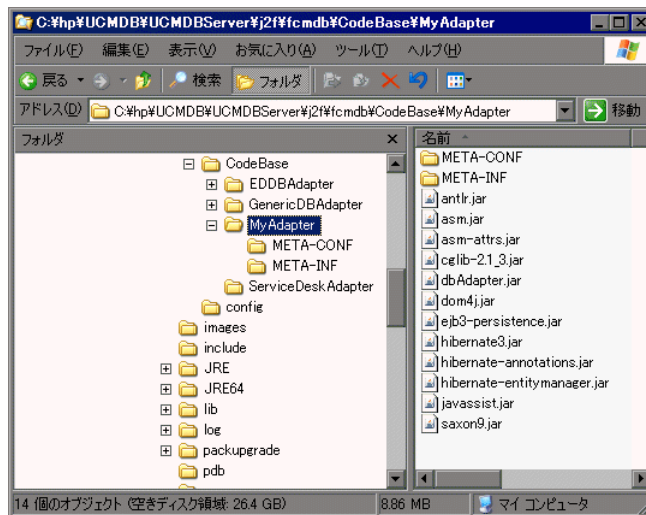 C:¥hp¥UCMDB¥UCMDBServer¥j2f¥fcmdb¥CodeBase¥MyAdapter
ファイル(F) 編集(E) 表示(V) お気に入り(A) ツール(T) ヘルプ(H)
戻る 検索 フォルダ
アドレス(D) C:¥hp¥UCMDB¥UCMDBServer¥j2f¥fcmdb¥CodeBase¥MyAdapter 移動
フォルダ
CodeBase
EDDBAdapter
GenericDBAdapter
MyAdapter
META-CONF
META-INF
ServiceDeskAdapter
config
images
include
JRE
JRE64
lib
log
packupgrade
pdb
名前
META-CONF
META-INF
antlr.jar
asm.jar
asm-attrs.jar
cglib-2.1_3.jar
dbAdapter.jar
dom4j.jar
ejb3-persistence.jar
hibernate3.jar
hibernate-annotations.jar
hibernate-entitymanager.jar
javassist.jar
saxon9.jar
14 個のオブジェクト (空きディスク領域: 26.4 GB) 8.86 MB マイ コンピュータ